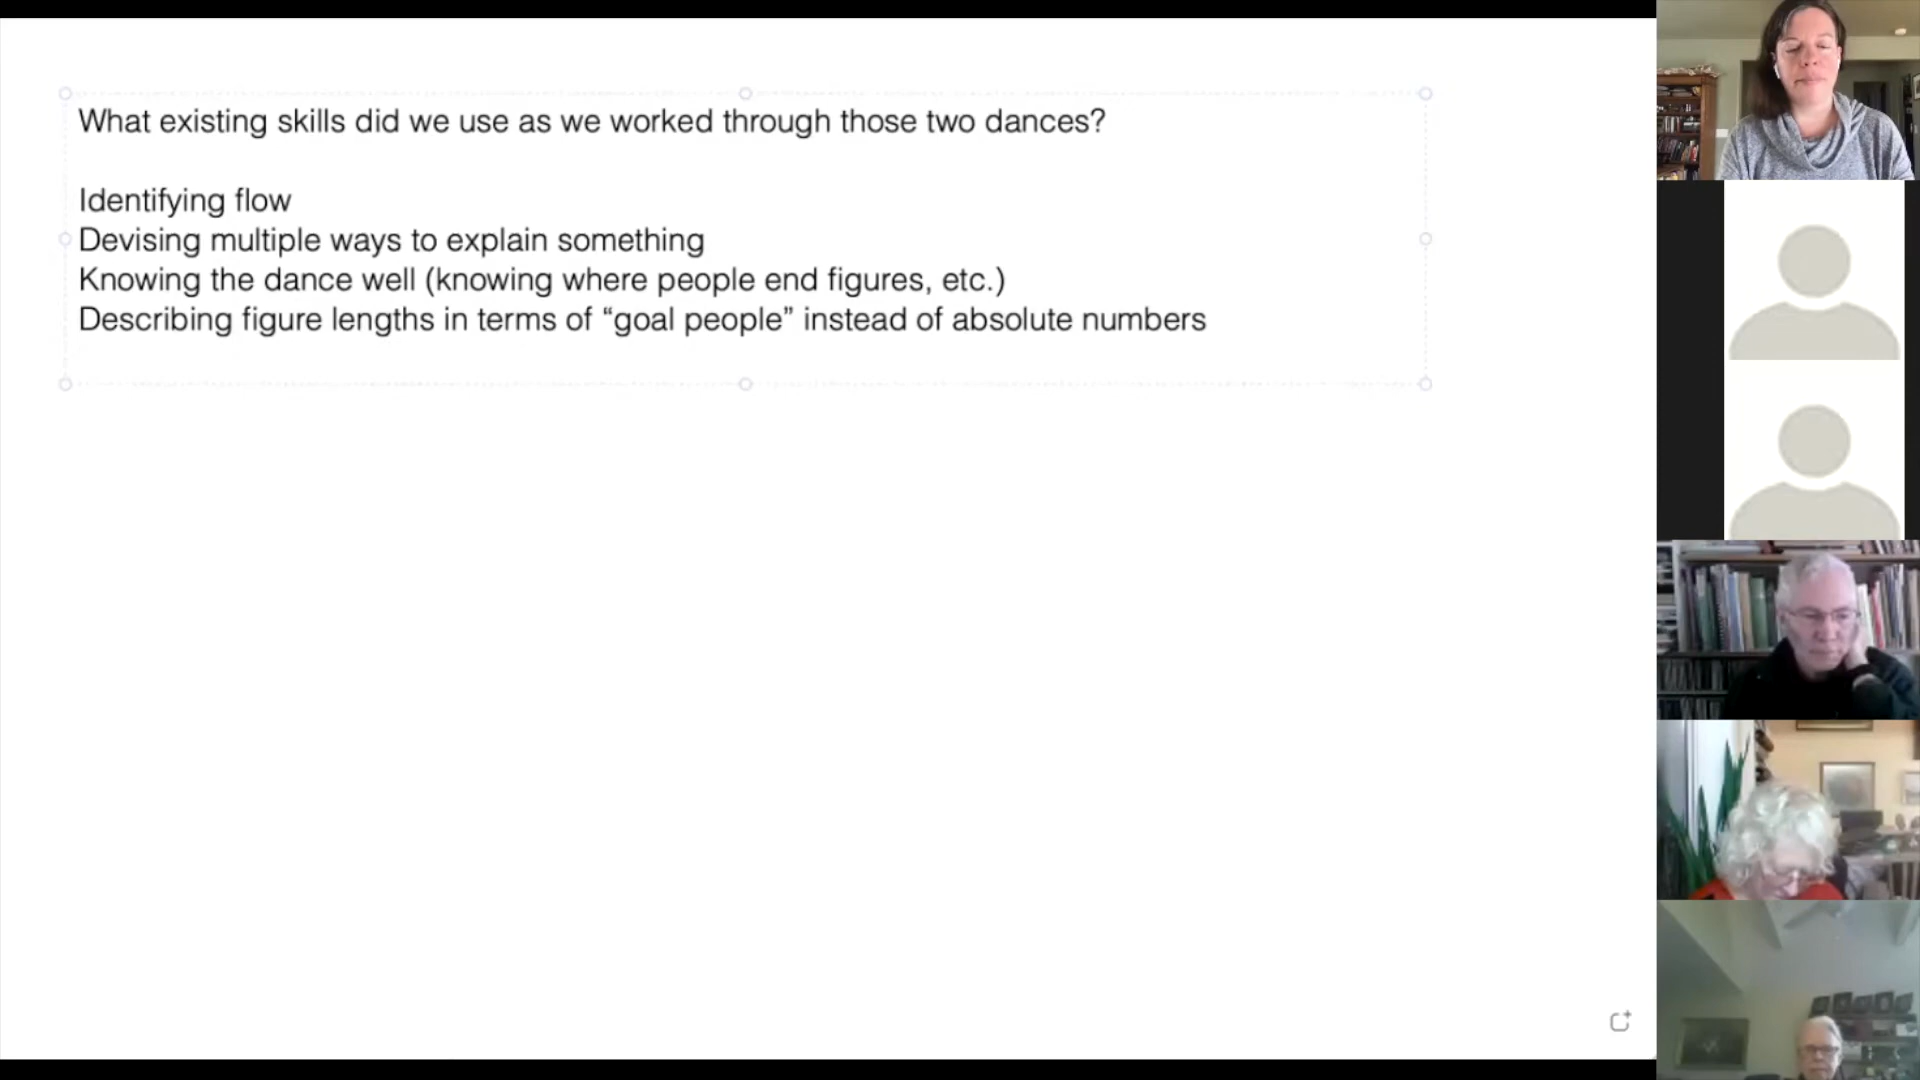 What existing skills did we use as we worked through those two dances?
Identifying flow
Devising multiple ways to explain something
Knowing the dance well (knowing where people end figures, etc.)
Describing figure lengths in terms of “goal people” instead of absolute numbers